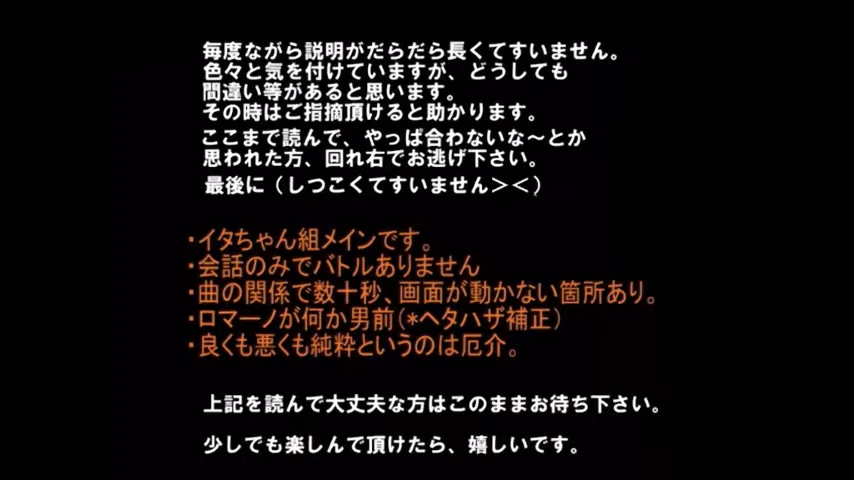 毎度ながら説明がだらだら長くてすいません。
色々と気を付けていますが、どうしても
間違い等があると思います。
その時はご指摘頂けると助かります。
ここまで読んで、やっぱ合わないな～とか
思われた方、回れ右でお逃げ下さい。
最後に（しつこくてすいません＞＜）
・イタちゃん組メインです。
・会話のみでバトルありません
・曲の関係で数十秒、画面が動かない箇所あり。
・ロマーノが何か男前(*ヘタハザ補正)
・良くも悪くも純粋というのは厄介。
上記を読んで大丈夫な方はこのままお待ち下さい。
少しでも楽しんで頂けたら、嬉しいです。